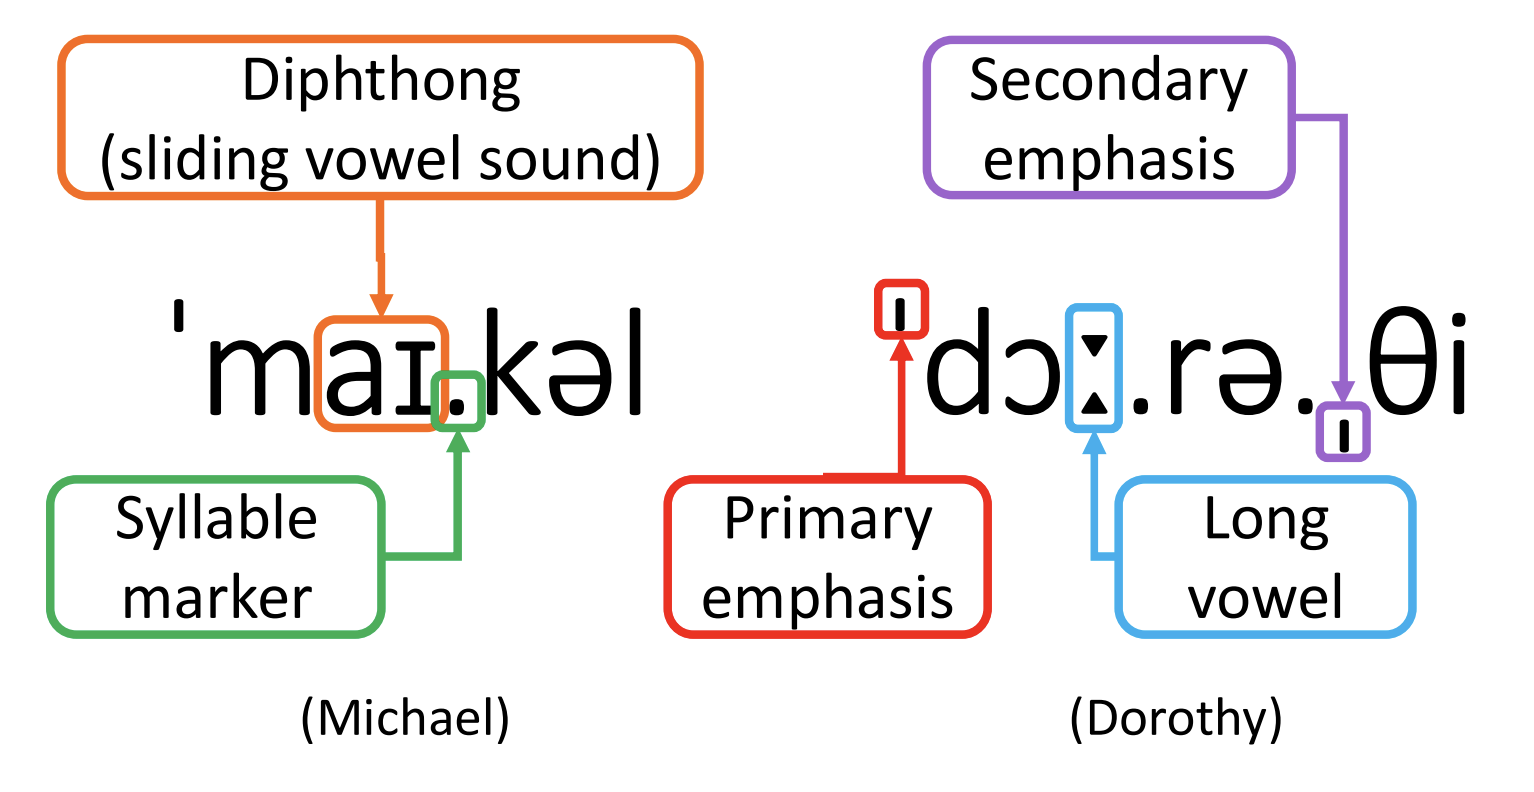 Diphthong
(sliding vowel sound)
Secondary
emphasis
ˈmaɪ.kəl
ˈdɔː.rə.ˌθi
Syllable
marker
Primary
emphasis
Long
vowel
(Michael)
(Dorothy)